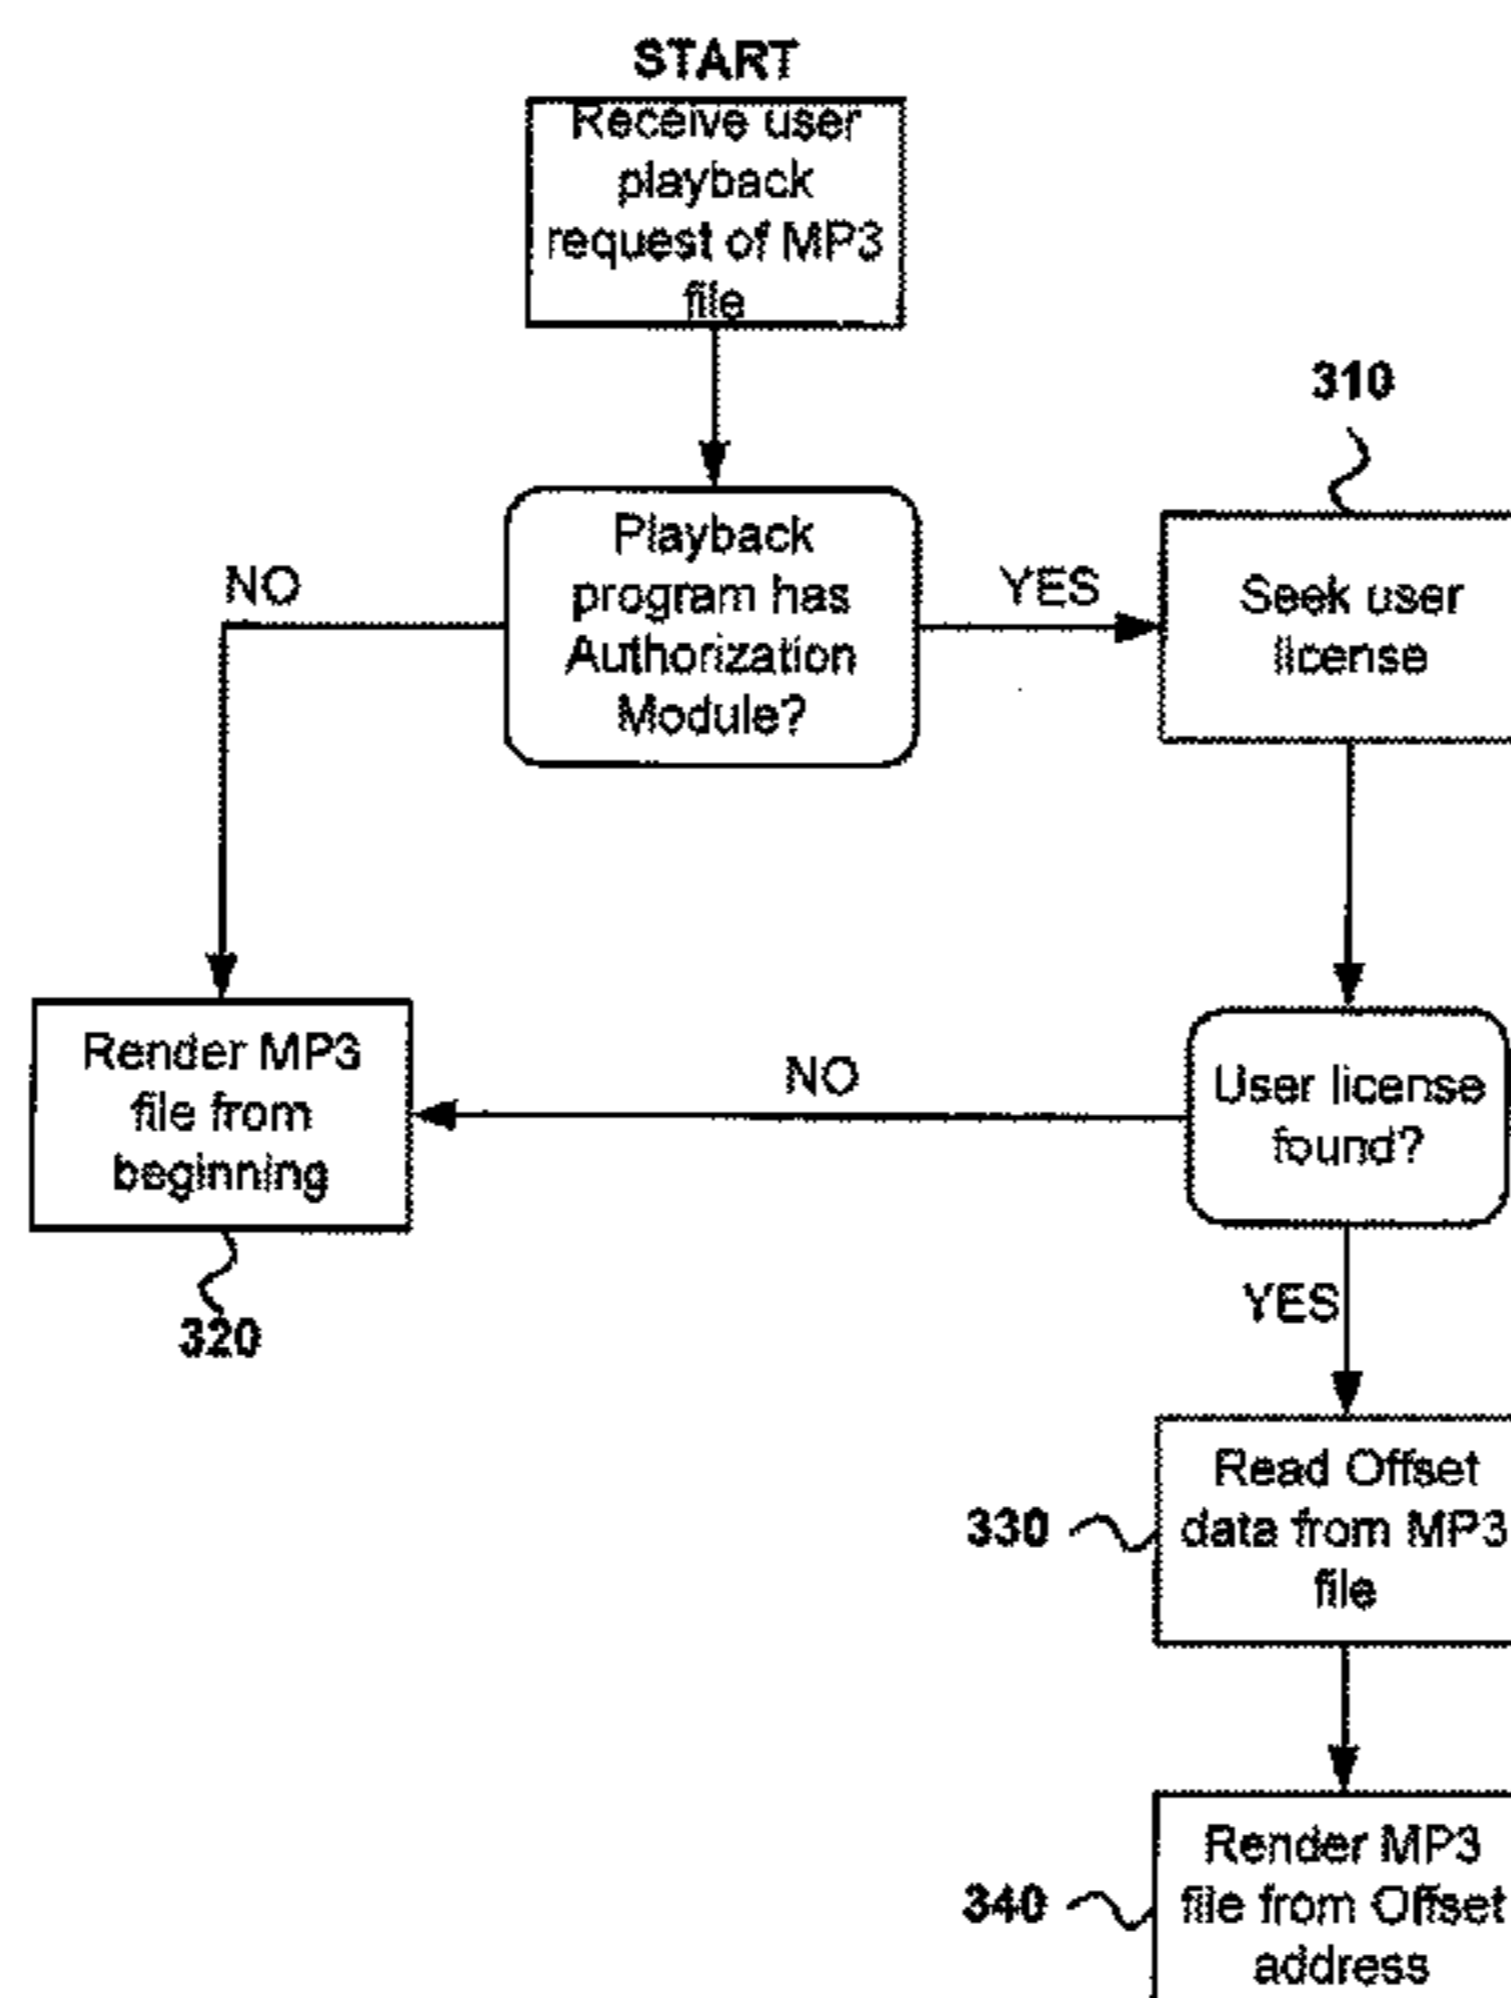 START
Receive user
playback
request of MP3
file
310
Playback
program has
Authorization
Module?
NO
YES
Seek user
license
Render MP3
file from
beginning
320
NO
User license
found?
YES
330
Read Offset
data from MP3
file
340
Render MP3
file from Offset
address